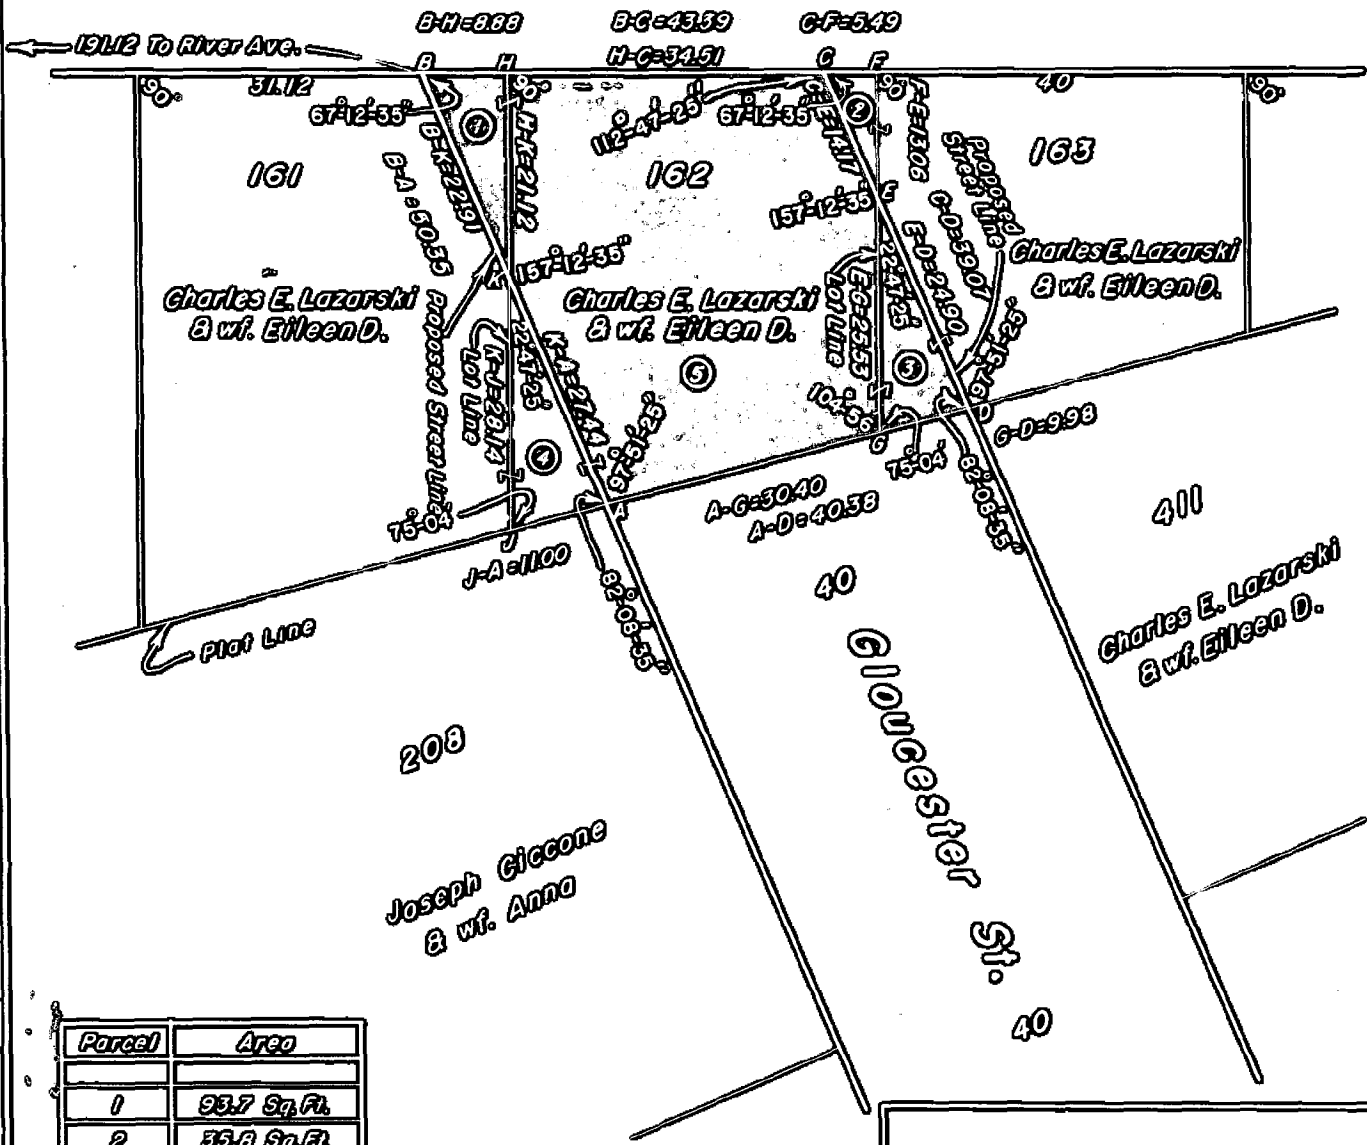 B-H=8.88
B-C=43.39
C-F=5.49
191.12 To River Ave.
B
H
H-C=34.51
C
F
90°
31.12
90°
90°
40
90°
67°-12'-35"
1
112°-47'-25"
67°-12'-35"
2
161
162
163
B-K=22.91
H-K=21.12
C-E=14.17
F-E=13.06
B-A=50.35
157°-12'-35"
E
Proposed
Street Line
C-D=39.07
K
157°-12'-35"
Charles E. Lazarski
& wf. Eileen D.
Charles E. Lazarski
& wf. Eileen D.
Charles E. Lazarski
& wf. Eileen D.
Proposed Street Line
Lot Line
K-J=28.14
22°-47'-25"
K-A=27.44
Lot Line
E-G=25.53
22°-47'-25"
E-D=24.90
5
3
97°-51'-25"
104°-56'
97°-51'-25"
D
G
G-D=9.98
4
75°-04'
75°-04'
82°-08'-35"
A
J
A-G=30.40
A-D=40.38
J-A=11.00
82°-08'-35"
411
40
Charles E. Lazarski
& wf. Eileen D.
Plat Line
Gloucester St.
208
Joseph Ciccone
& wf. Anna
40
Parcel Area
1 93.7 Sq. Ft.
2 35.8 Sq. Ft.